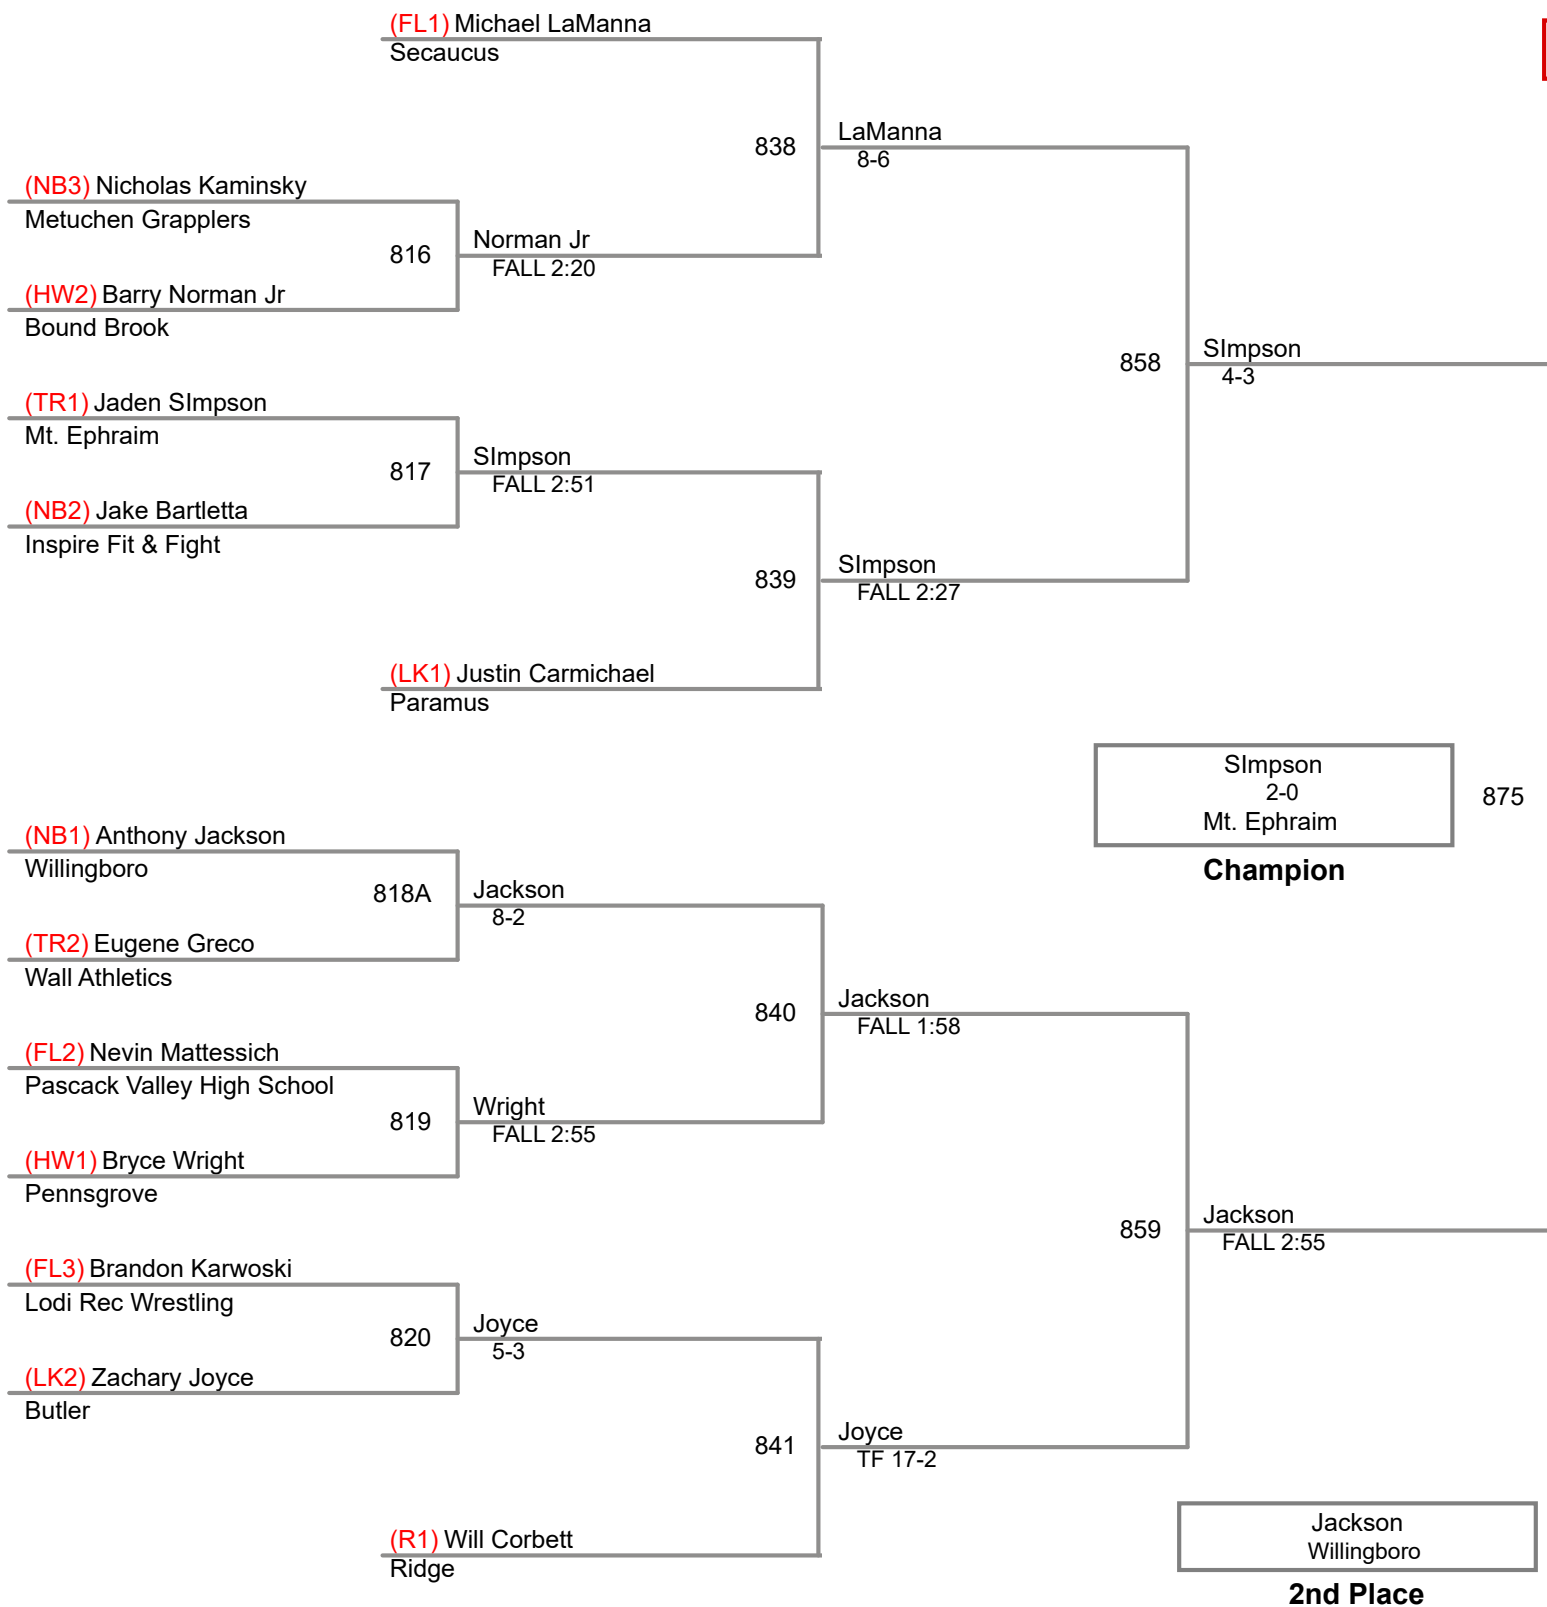 (FL1) Michael LaManna
Secaucus
838
LaManna
8-6
(NB3) Nicholas Kaminsky
Metuchen Grapplers
816
Norman Jr
FALL 2:20
(HW2) Barry Norman Jr
Bound Brook
858
SImpson
4-3
(TR1) Jaden SImpson
Mt. Ephraim
817
SImpson
FALL 2:51
(NB2) Jake Bartletta
Inspire Fit & Fight
839
SImpson
FALL 2:27
(LK1) Justin Carmichael
Paramus
SImpson
2-0
Mt. Ephraim
875
Champion
(NB1) Anthony Jackson
Willingboro
818A
Jackson
8-2
(TR2) Eugene Greco
Wall Athletics
840
Jackson
FALL 1:58
(FL2) Nevin Mattessich
Pascack Valley High School
819
Wright
FALL 2:55
(HW1) Bryce Wright
Pennsgrove
859
Jackson
FALL 2:55
(FL3) Brandon Karwoski
Lodi Rec Wrestling
820
Joyce
5-3
(LK2) Zachary Joyce
Butler
841
Joyce
TF 17-2
(R1) Will Corbett
Ridge
Jackson
Willingboro
2nd Place